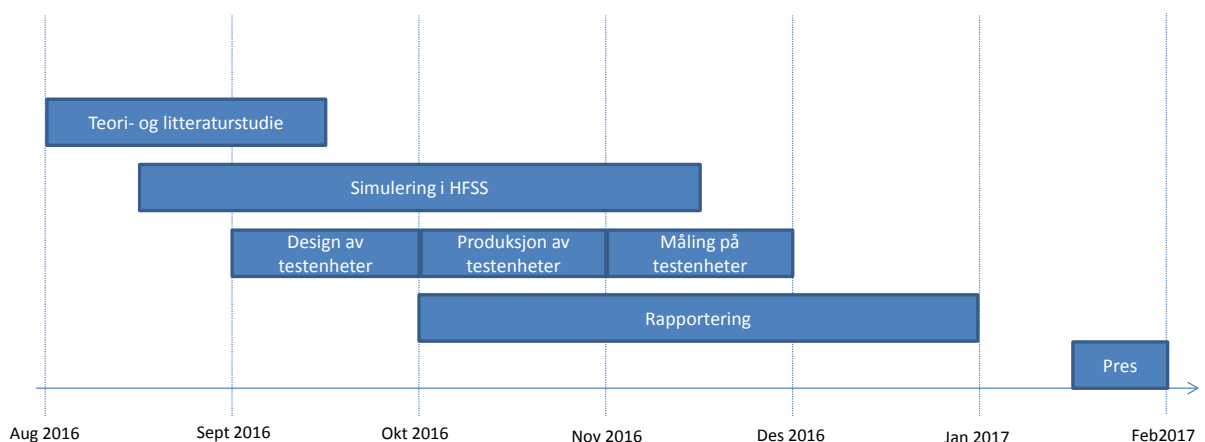 Teori- og litteraturstudie
Simulering i HFSS
Design av
testenheter
Produksjon av
testenheter
Måling på
testenheter
Rapportering
Pres
Aug 2016
Sept 2016
Okt 2016
Nov 2016
Des 2016
Jan 2017
Feb2017